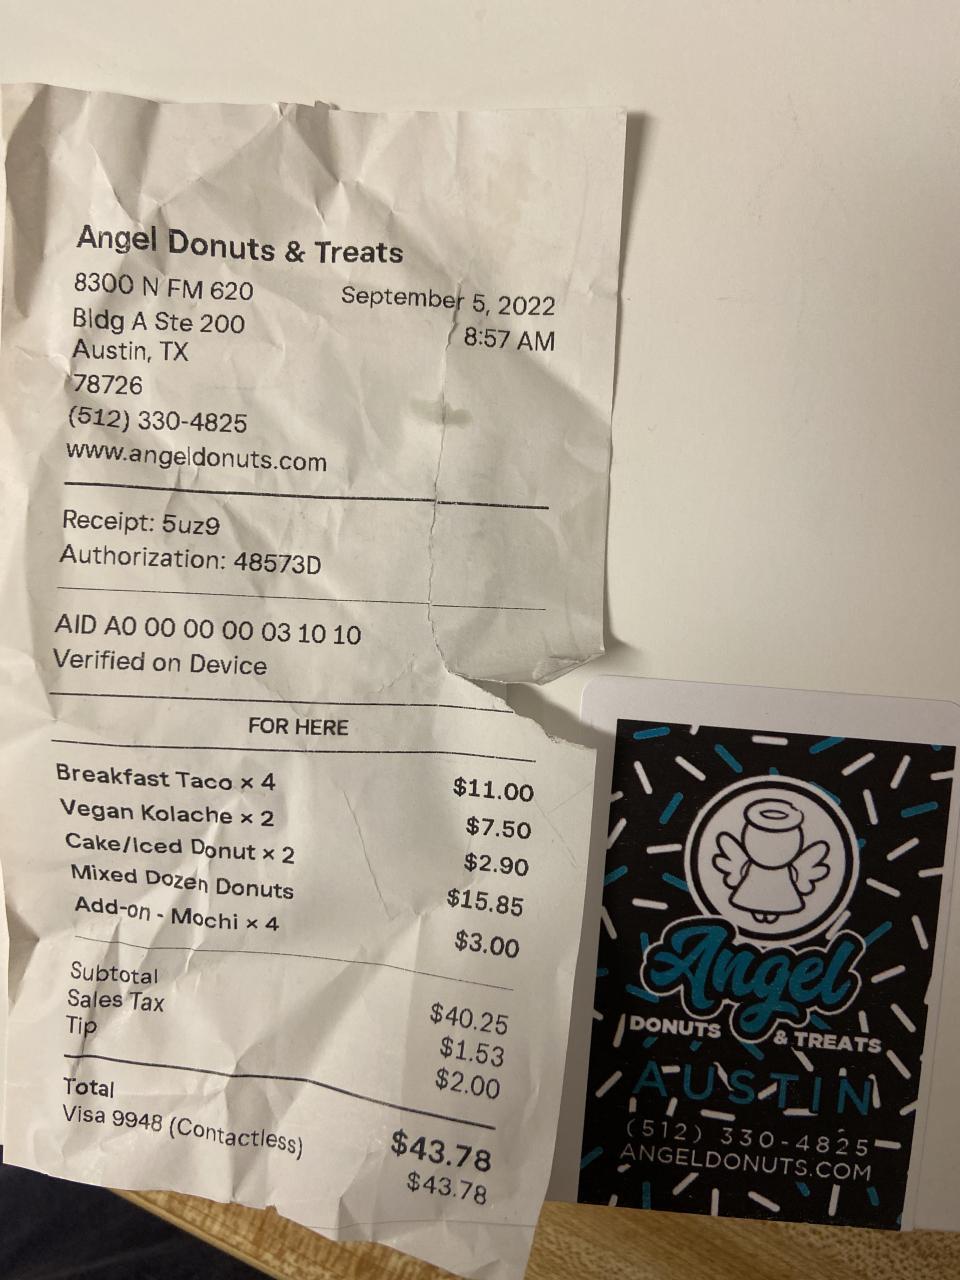 Angel Donuts & Treats
8300 N FM 620
September 5, 2022
Bldg A Ste 200
8:57 AM
Austin, TX
78726
(512) 330-4825
www.angeldonuts.com
Receipt: 5uz9
Authorization: 48573D
AID A0 00 00 00 03 10 10
Verified on Device
FOR HERE
Breakfast Taco × 4 $11.00
Vegan Kolache × 2 $7.50
Cake/Iced Donut × 2 $2.90
Mixed Dozen Donuts $15.85
Add-on - Mochi × 4 $3.00
Subtotal $40.25
Sales Tax $1.53
Tip $2.00
Total $43.78
Visa 9948 (Contactless) $43.78
Angel
DONUTS & TREATS
AUSTIN
(512) 330-4825
ANGELDONUTS.COM